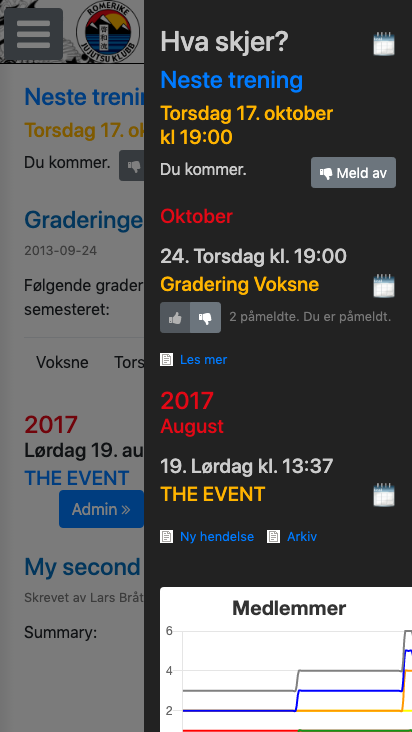 ROMERIKE
JUJUTSU KLUBB
Neste trenin
Torsdag 17. ok
Du kommer.
Graderinge
2013-09-24
Følgende grader
semesteret:
Voksne Tors
2017
Lørdag 19. au
THE EVENT
Admin »
My second
Skrevet av Lars Bråt
Summary:
Hva skjer?
Neste trening
Torsdag 17. oktober
kl 19:00
Du kommer.
Meld av
Oktober
24. Torsdag kl. 19:00
Gradering Voksne
2 påmeldte. Du er påmeldt.
Les mer
2017
August
19. Lørdag kl. 13:37
THE EVENT
Ny hendelse Arkiv
Medlemmer
6
4
2